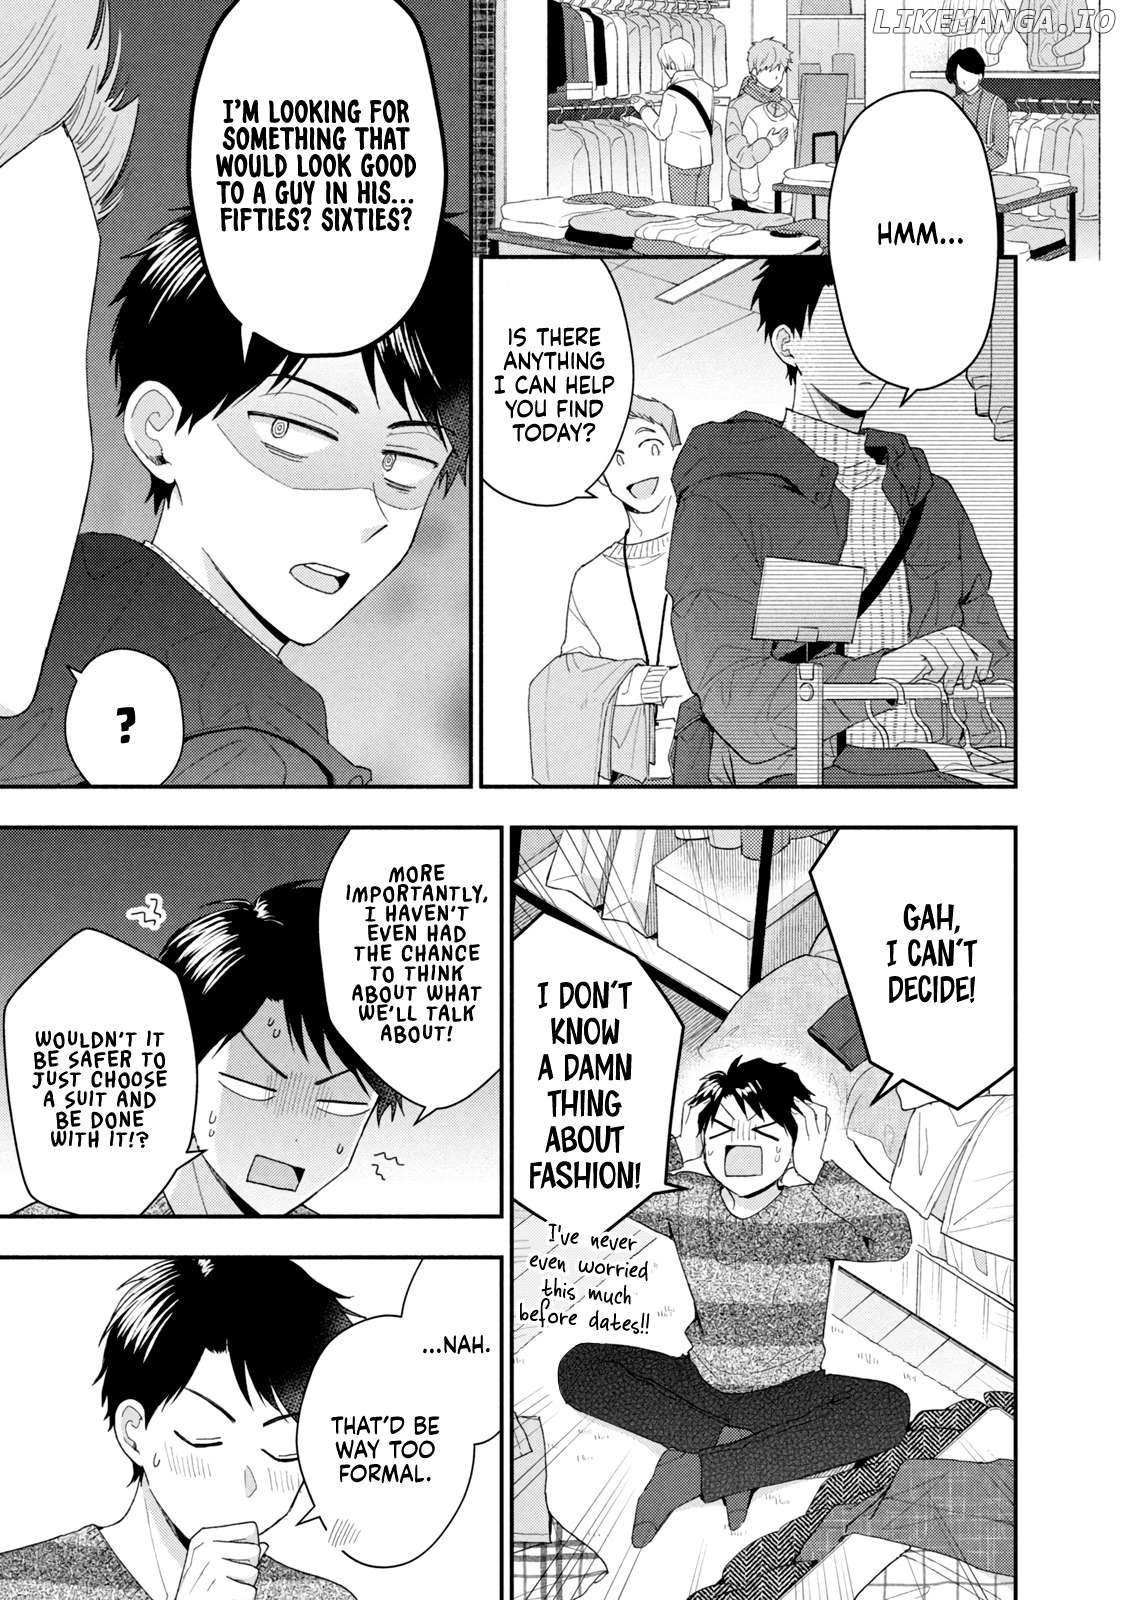 LIKEMANGA.IO
HMM...
IS THERE
ANYTHING
I CAN HELP
YOU FIND
TODAY?
I'M LOOKING FOR
SOMETHING THAT
WOULD LOOK GOOD
TO A GUY IN HIS...
FIFTIES? SIXTIES?
?
GAH,
I CAN'T
DECIDE!
I DON'T
KNOW
A DAMN
THING
ABOUT
FASHION!
I've never
even worried
this much
before dates!!
MORE
IMPORTANTLY,
I HAVEN'T
EVEN HAD
THE CHANCE
TO THINK
ABOUT WHAT
WE'LL TALK
ABOUT!
WOULDN'T IT
BE SAFER TO
JUST CHOOSE
A SUIT AND
BE DONE
WITH IT!?
...NAH.
THAT'D BE
WAY TOO
FORMAL.